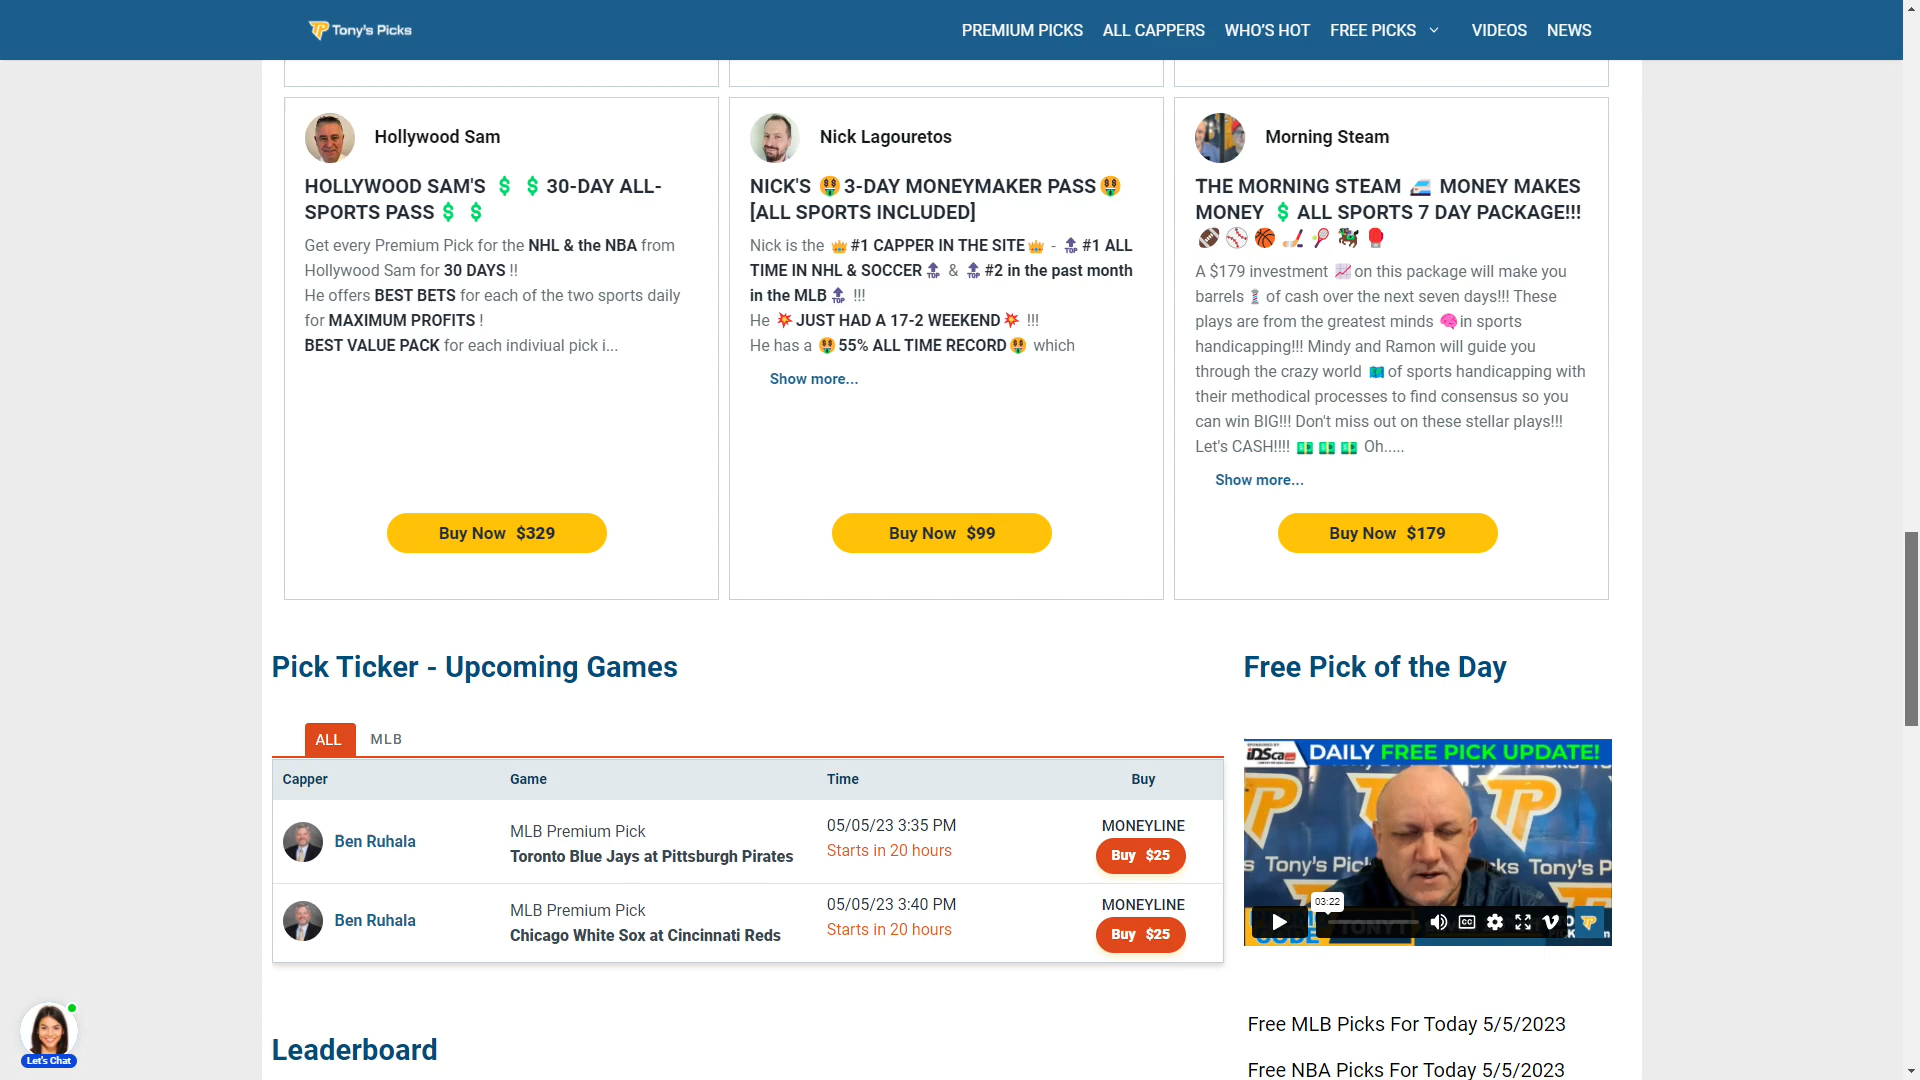 Tony's Picks
PREMIUM PICKS ALL CAPPERS WHO'S HOT FREE PICKS VIDEOS NEWS
Hollywood Sam
HOLLYWOOD SAM'S 💲 💲 30-DAY ALL-
SPORTS PASS 💲 💲
Get every Premium Pick for the NHL & the NBA from
Hollywood Sam for 30 DAYS !!
He offers BEST BETS for each of the two sports daily
for MAXIMUM PROFITS !
BEST VALUE PACK for each indiviual pick i...
Buy Now $329
Nick Lagouretos
NICK'S 🤑3-DAY MONEYMAKER PASS🤑
[ALL SPORTS INCLUDED]
Nick is the 👑#1 CAPPER IN THE SITE👑 - 🔝#1 ALL
TIME IN NHL & SOCCER🔝 & 🔝#2 in the past month
in the MLB🔝 !!!
He 💥JUST HAD A 17-2 WEEKEND💥 !!!
He has a 🤑55% ALL TIME RECORD🤑 which
Show more...
Buy Now $99
Morning Steam
THE MORNING STEAM 🚅 MONEY MAKES
MONEY 💲ALL SPORTS 7 DAY PACKAGE!!!
🏈⚾🏀🏒🎾🏇🥊
A $179 investment 📈on this package will make you
barrels 💈 of cash over the next seven days!!! These
plays are from the greatest minds 🧠in sports
handicapping!!! Mindy and Ramon will guide you
through the crazy world 🗺️of sports handicapping with
their methodical processes to find consensus so you
can win BIG!!! Don't miss out on these stellar plays!!!
Let's CASH!!!! 💵 💵 💵 Oh.....
Show more...
Buy Now $179
Pick Ticker - Upcoming Games
ALL MLB
Capper Game Time Buy
Ben Ruhala
MLB Premium Pick
Toronto Blue Jays at Pittsburgh Pirates
05/05/23 3:35 PM
Starts in 20 hours
MONEYLINE
Buy $25
Ben Ruhala
MLB Premium Pick
Chicago White Sox at Cincinnati Reds
05/05/23 3:40 PM
Starts in 20 hours
MONEYLINE
Buy $25
Leaderboard
Free Pick of the Day
SPONSORED BY
DAILY FREE PICK UPDATE!
TP
TP
Tony's Picks
Tony's P
03:22
CC
Free MLB Picks For Today 5/5/2023
Free NBA Picks For Today 5/5/2023
Let's Chat